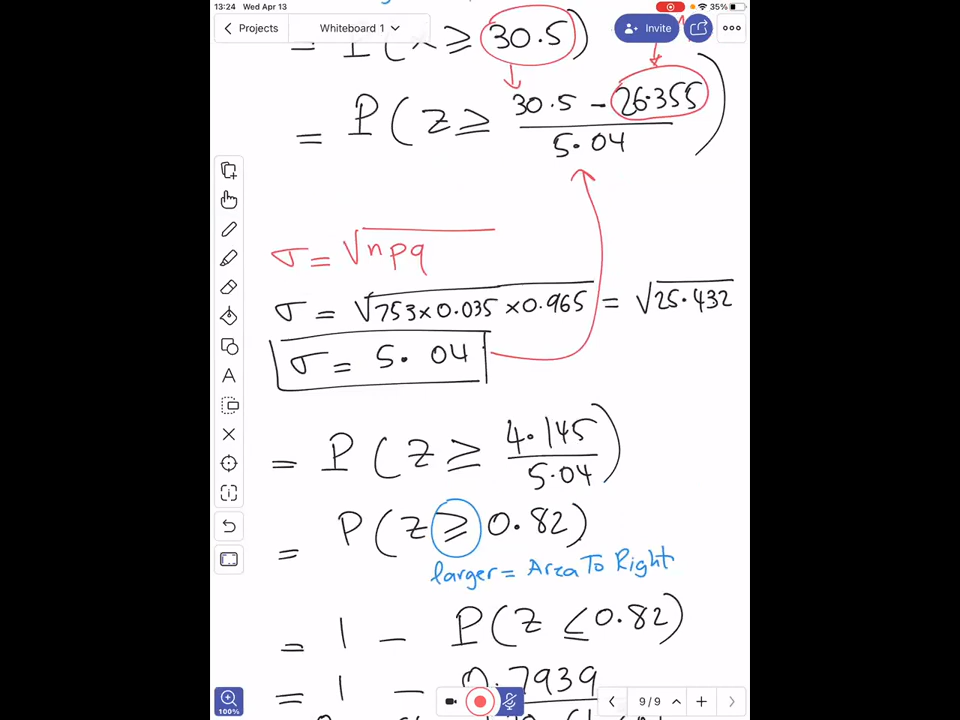 13:24 Wed Apr 13
35%
Projects
Whiteboard 1
Invite
≥ 30.5)
= P(Z ≥ 30.5 - 26.355 / 5.04)
σ = √npq
σ = √753×0.035×0.965 = √25.432
σ = 5.04
= P(Z ≥ 4.145 / 5.04)
= P(Z ≥ 0.82)
larger = Area To Right
= 1 - P(Z ≤ 0.82)
= 1 - 0.7939
100%
9/9